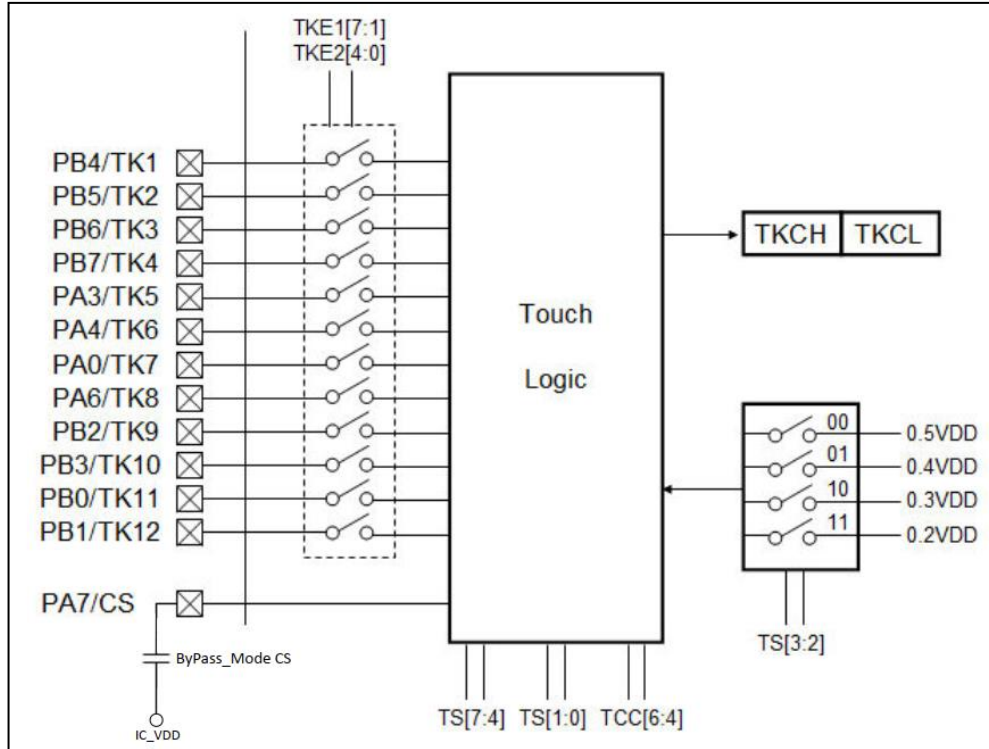 TKE1[7:1]
TKE2[4:0]
PB4/TK1
PB5/TK2
PB6/TK3
PB7/TK4
PA3/TK5
PA4/TK6
PA0/TK7
PA6/TK8
PB2/TK9
PB3/TK10
PB0/TK11
PB1/TK12
PA7/CS
ByPass_Mode CS
IC_VDD
Touch
Logic
TKCH TKCL
00 0.5VDD
01 0.4VDD
10 0.3VDD
11 0.2VDD
TS[3:2]
TS[7:4] TS[1:0] TCC[6:4]